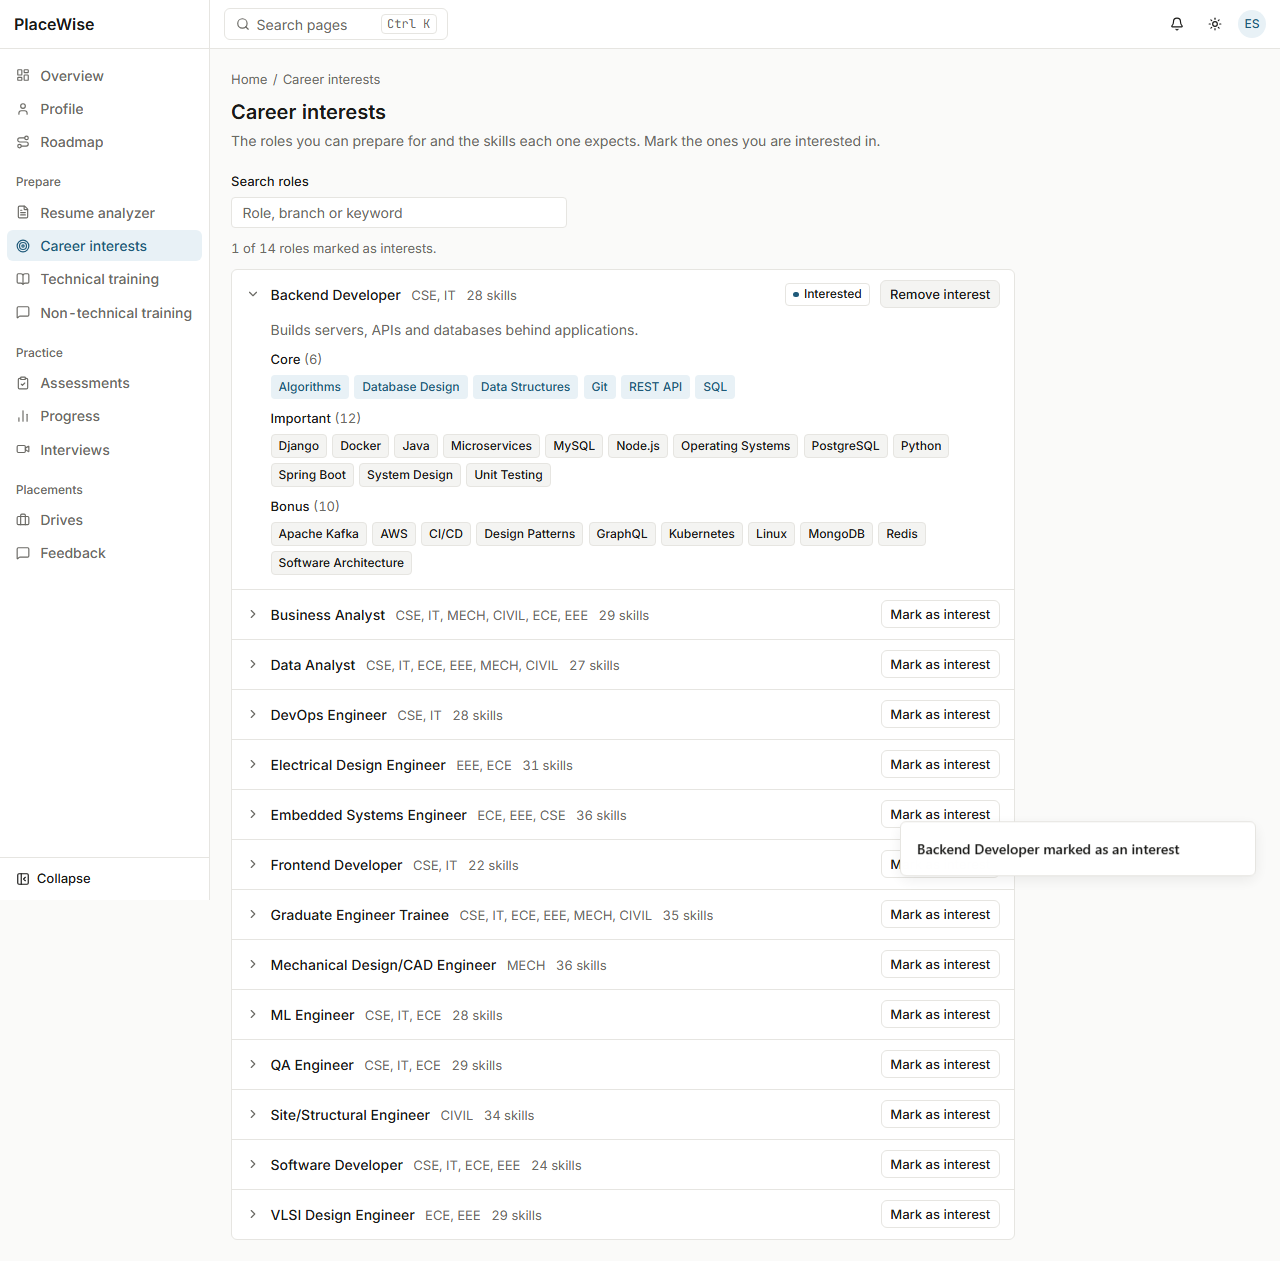 PlaceWise
Search pages Ctrl K
ES
Overview
Profile
Roadmap
Prepare
Resume analyzer
Career interests
Technical training
Non-technical training
Practice
Assessments
Progress
Interviews
Placements
Drives
Feedback
Collapse
Home / Career interests
Career interests
The roles you can prepare for and the skills each one expects. Mark the ones you are interested in.
Search roles
Role, branch or keyword
1 of 14 roles marked as interests.
Backend Developer CSE, IT 28 skills Interested Remove interest
Builds servers, APIs and databases behind applications.
Core (6)
Algorithms Database Design Data Structures Git REST API SQL
Important (12)
Django Docker Java Microservices MySQL Node.js Operating Systems PostgreSQL Python
Spring Boot System Design Unit Testing
Bonus (10)
Apache Kafka AWS CI/CD Design Patterns GraphQL Kubernetes Linux MongoDB Redis
Software Architecture
Business Analyst CSE, IT, MECH, CIVIL, ECE, EEE 29 skills Mark as interest
Data Analyst CSE, IT, ECE, EEE, MECH, CIVIL 27 skills Mark as interest
DevOps Engineer CSE, IT 28 skills Mark as interest
Electrical Design Engineer EEE, ECE 31 skills Mark as interest
Embedded Systems Engineer ECE, EEE, CSE 36 skills Mark as interest
Backend Developer marked as an interest
Frontend Developer CSE, IT 22 skills
Graduate Engineer Trainee CSE, IT, ECE, EEE, MECH, CIVIL 35 skills Mark as interest
Mechanical Design/CAD Engineer MECH 36 skills Mark as interest
ML Engineer CSE, IT, ECE 28 skills Mark as interest
QA Engineer CSE, IT, ECE 29 skills Mark as interest
Site/Structural Engineer CIVIL 34 skills Mark as interest
Software Developer CSE, IT, ECE, EEE 24 skills Mark as interest
VLSI Design Engineer ECE, EEE 29 skills Mark as interest